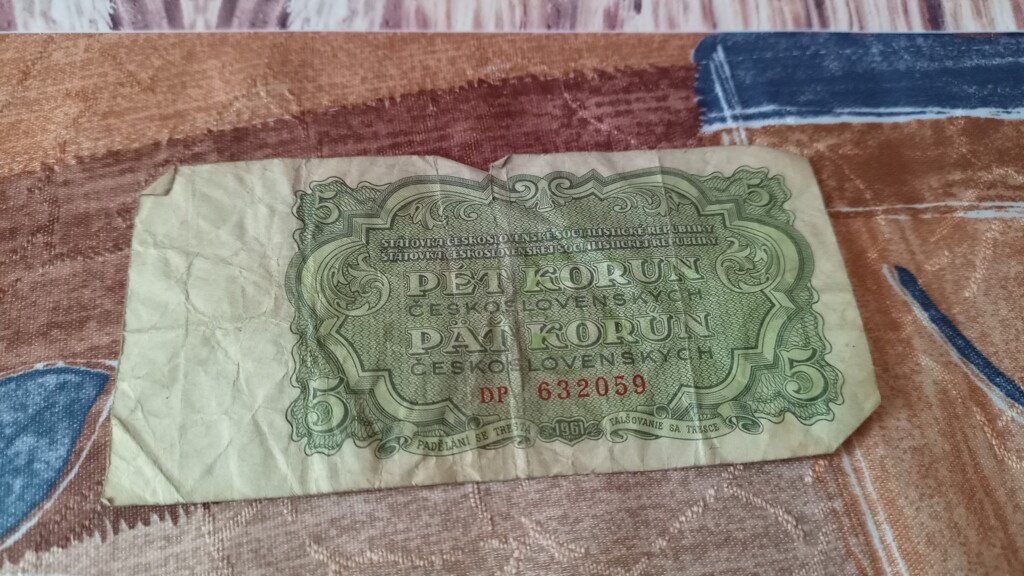 5 5
STÁTOVKA ČESKOSLOVENSKÉ SOCIALISTICKÉ REPUBLIKY
ŠTÁTOVKA ČESKOSLOVENSKEJ SOCIALISTICKEJ REPUBLIKY
PĚT KORUN
ČESKOSLOVENSKÝCH
PÄŤ KORÚN
ČESKOSLOVENSKÝCH
DP 632059
5 5
PADĚLÁNÍ SE TRESTÁ 1961 FALŠOVANIE SA TRESCE